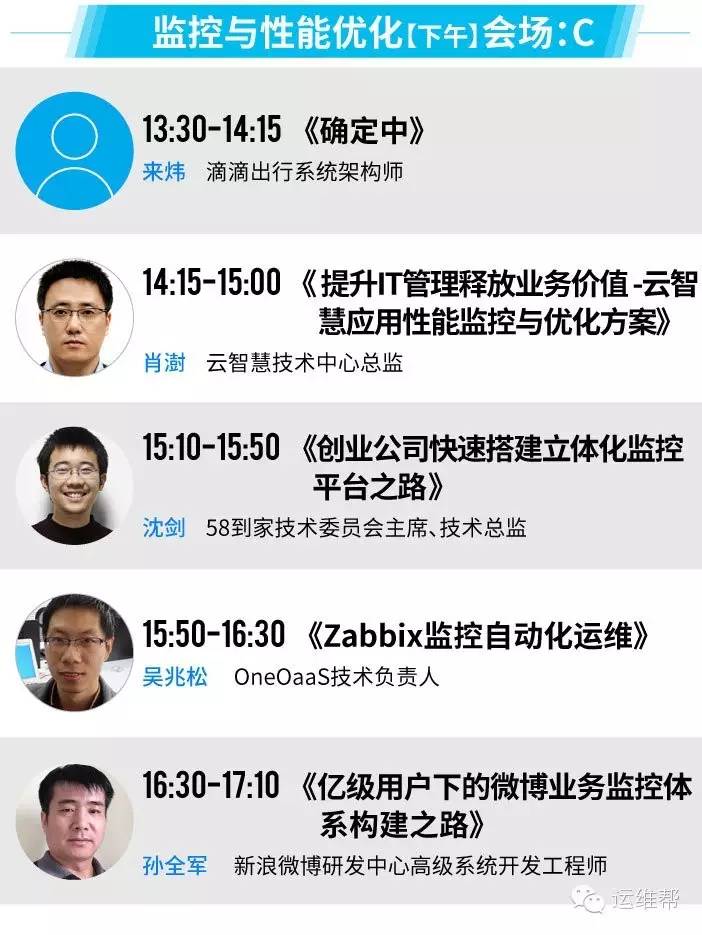 监控与性能优化【下午】会场：C
13:30-14:15 《确定中》
来炜 滴滴出行系统架构师
14:15-15:00 《 提升IT管理释放业务价值 -云智
慧应用性能监控与优化方案》
肖澍 云智慧技术中心总监
15:10-15:50 《创业公司快速搭建立体化监控
平台之路》
沈剑 58到家技术委员会主席、技术总监
15:50-16:30 《Zabbix监控自动化运维》
吴兆松 OneOaaS技术负责人
16:30-17:10 《亿级用户下的微博业务监控体
系构建之路》
孙全军 新浪微博研发中心高级系统开发工程师
运维帮